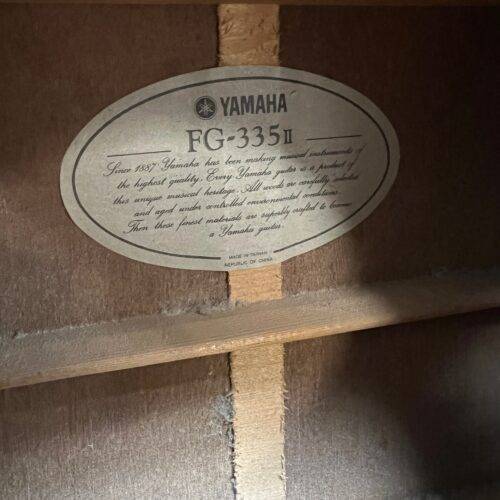 YAMAHA
FG-335II
Since 1887 Yamaha has been making musical instruments of
the highest quality. Every Yamaha guitar is a product of
this unique musical heritage. All woods are carefully selected
and aged under controlled environmental conditions.
Then these finest materials are superbly crafted to become
a Yamaha guitar.
MADE IN TAIWAN
REPUBLIC OF CHINA